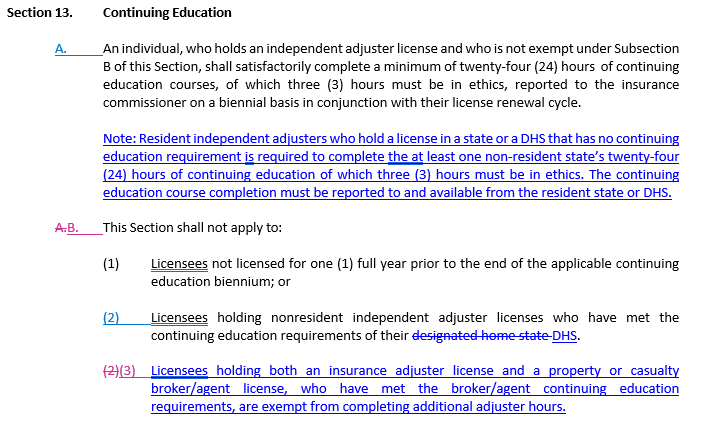 Section 13. Continuing Education
A. An individual, who holds an independent adjuster license and who is not exempt under Subsection
B of this Section, shall satisfactorily complete a minimum of twenty-four (24) hours of continuing
education courses, of which three (3) hours must be in ethics, reported to the insurance
commissioner on a biennial basis in conjunction with their license renewal cycle.
Note: Resident independent adjusters who hold a license in a state or a DHS that has no continuing
education requirement is required to complete the at least one non-resident state's twenty-four
(24) hours of continuing education of which three (3) hours must be in ethics. The continuing
education course completion must be reported to and available from the resident state or DHS.
A.B. This Section shall not apply to:
(1) Licensees not licensed for one (1) full year prior to the end of the applicable continuing
education biennium; or
(2) Licensees holding nonresident independent adjuster licenses who have met the
continuing education requirements of their designated home state DHS.
(2)(3) Licensees holding both an insurance adjuster license and a property or casualty
broker/agent license, who have met the broker/agent continuing education
requirements, are exempt from completing additional adjuster hours.